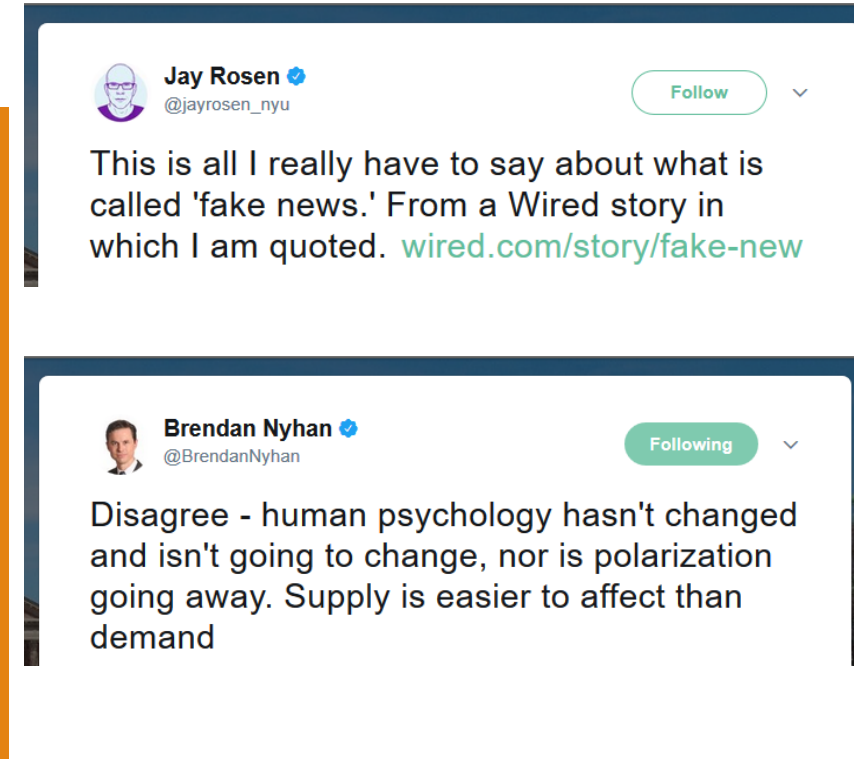 Jay Rosen
@jayrosen_nyu
Follow
This is all I really have to say about what is
called 'fake news.' From a Wired story in
which I am quoted. wired.com/story/fake-new
Brendan Nyhan
@BrendanNyhan
Following
Disagree - human psychology hasn't changed
and isn't going to change, nor is polarization
going away. Supply is easier to affect than
demand